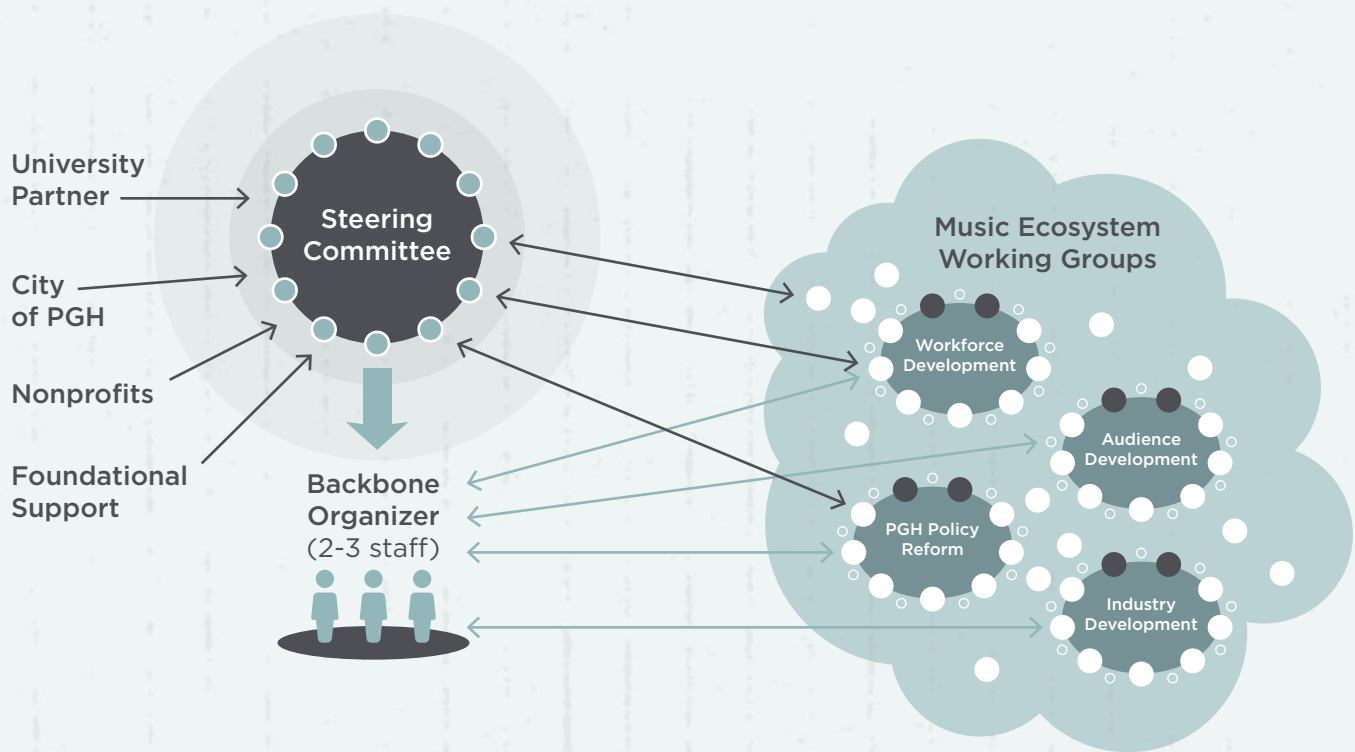 University
Partner
City
of PGH
Nonprofits
Foundational
Support
Steering
Committee
Backbone
Organizer
(2-3 staff)
Music Ecosystem
Working Groups
Workforce
Development
Audience
Development
PGH Policy
Reform
Industry
Development